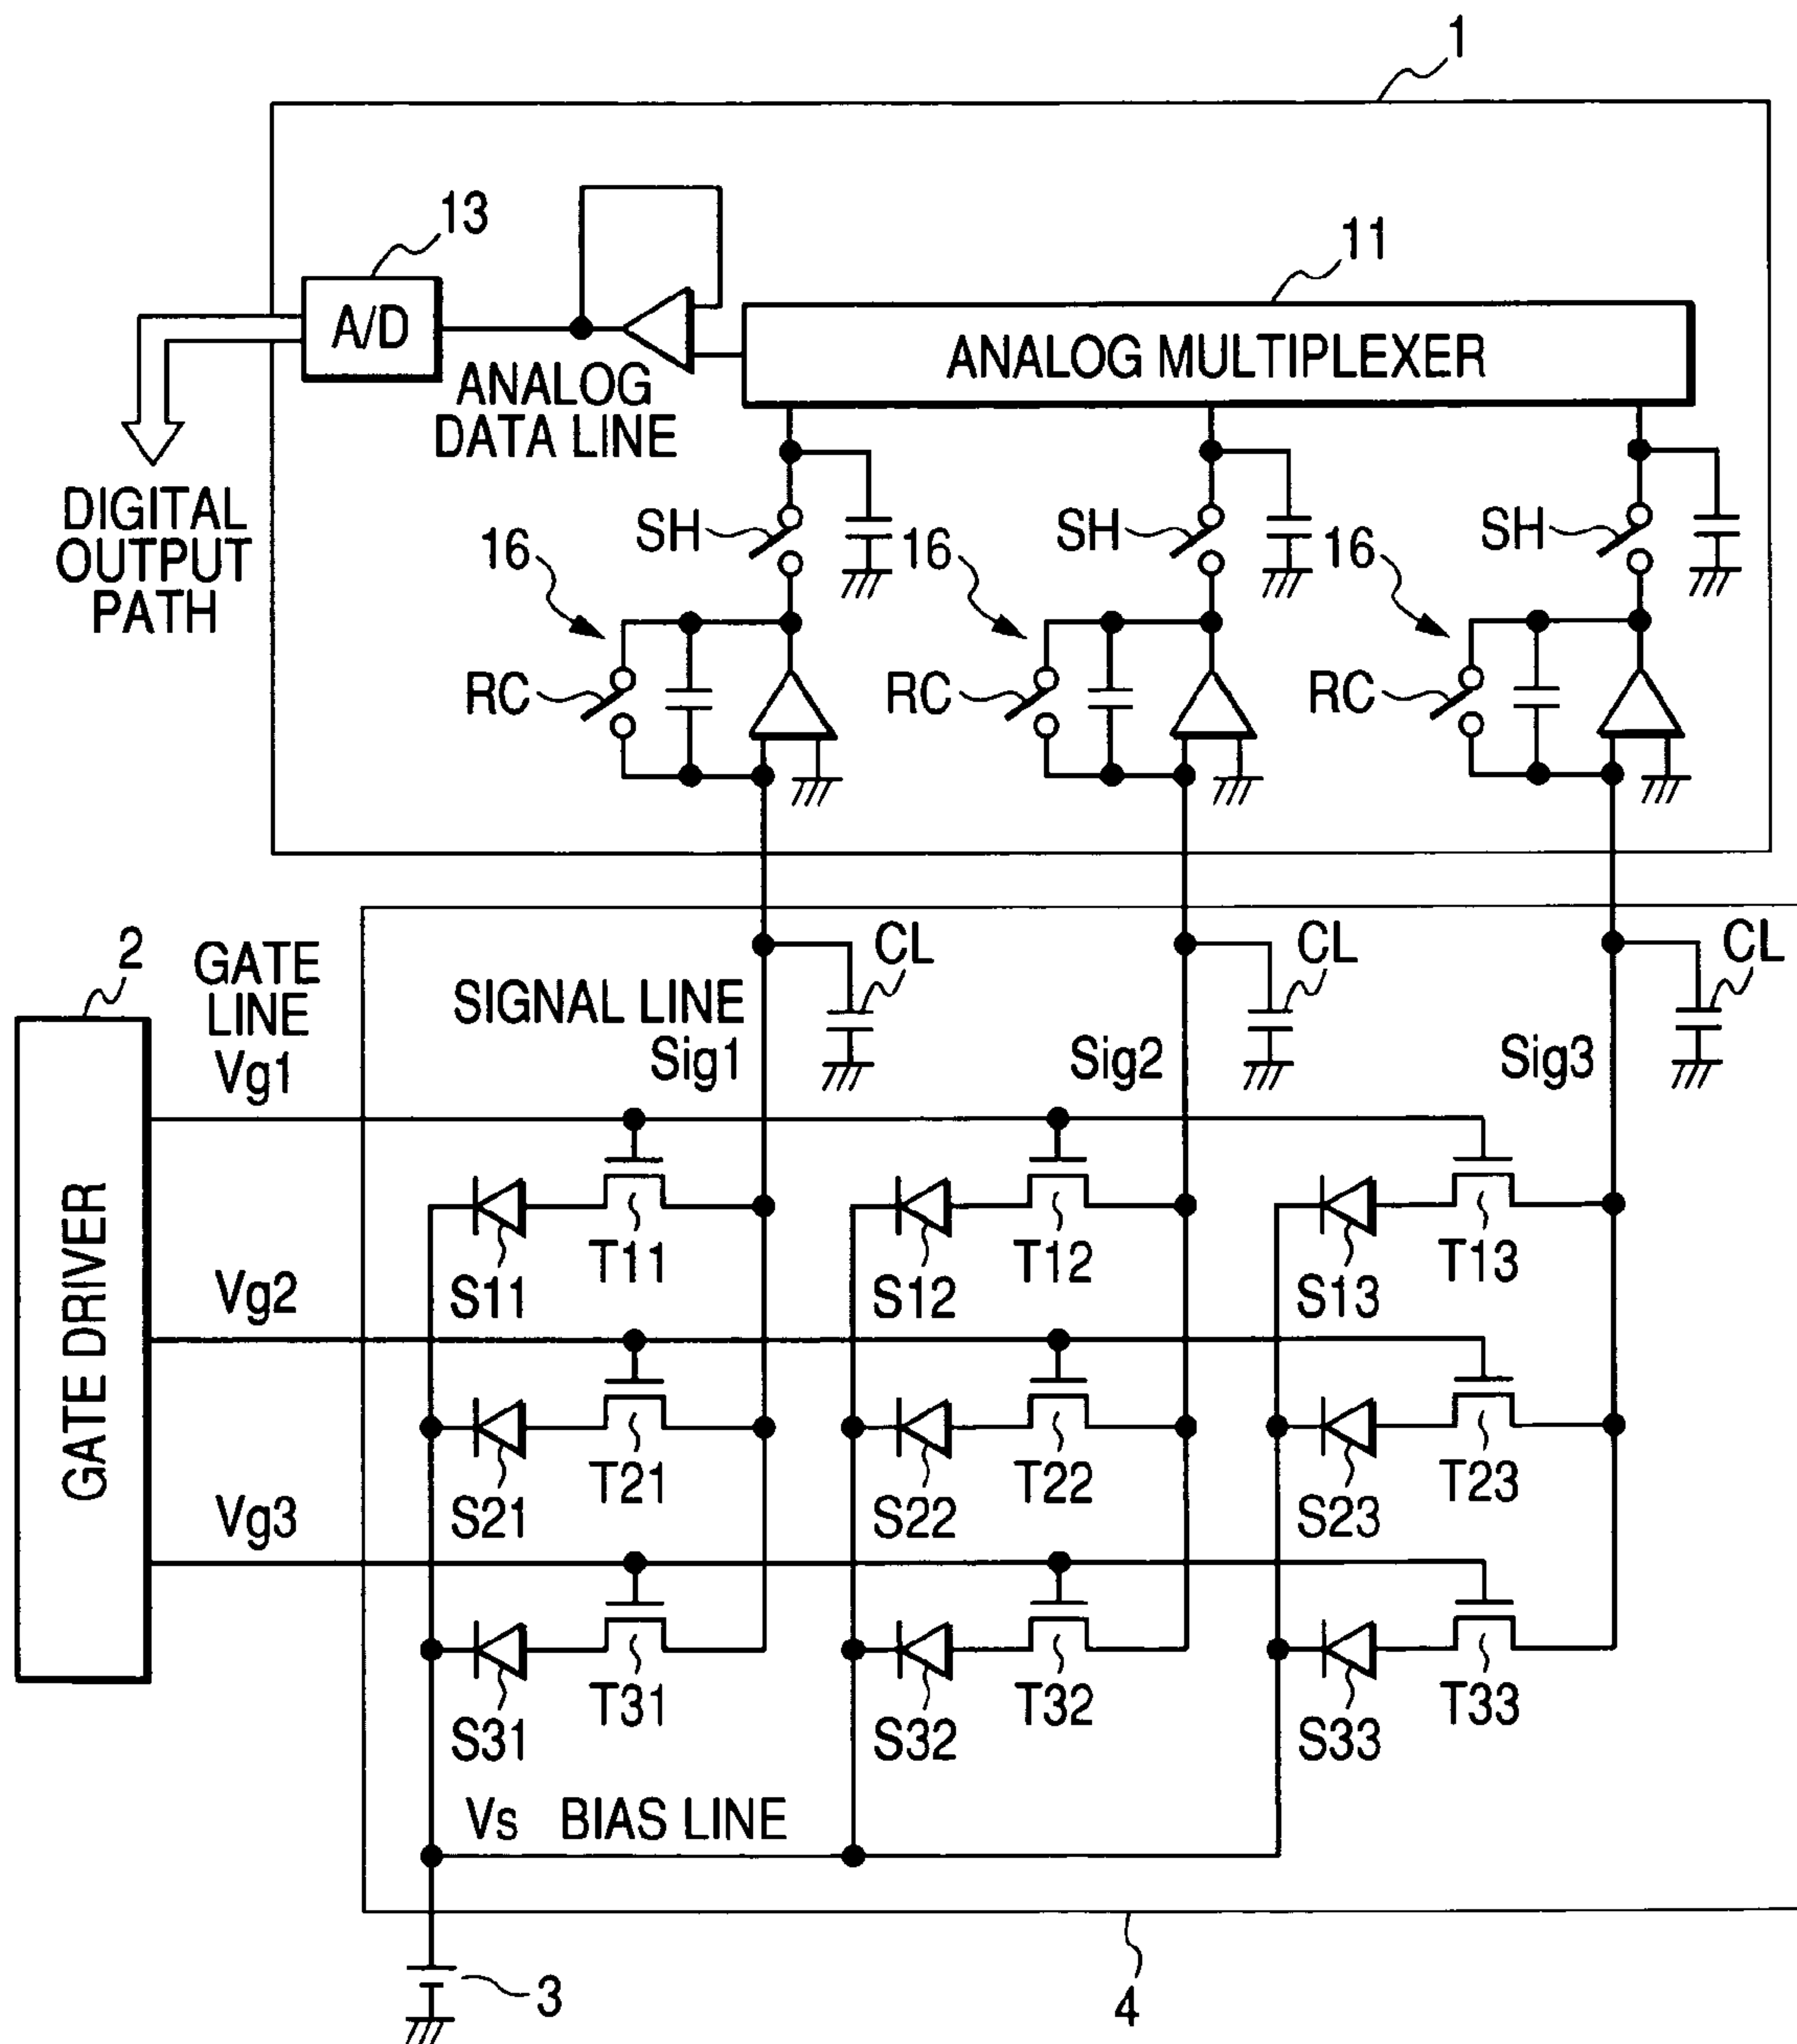 1
13
11
A/D
ANALOG MULTIPLEXER
ANALOG
DATA LINE
DIGITAL
OUTPUT
PATH
SH
SH
SH
16
16
16
RC
RC
RC
2
GATE
LINE
Vg1
CL
CL
CL
SIGNAL LINE
Sig1
Sig2
Sig3
GATE DRIVER
S11
T11
S12
T12
S13
T13
Vg2
S21
T21
S22
T22
S23
T23
Vg3
S31
T31
S32
T32
S33
T33
Vs BIAS LINE
3
4